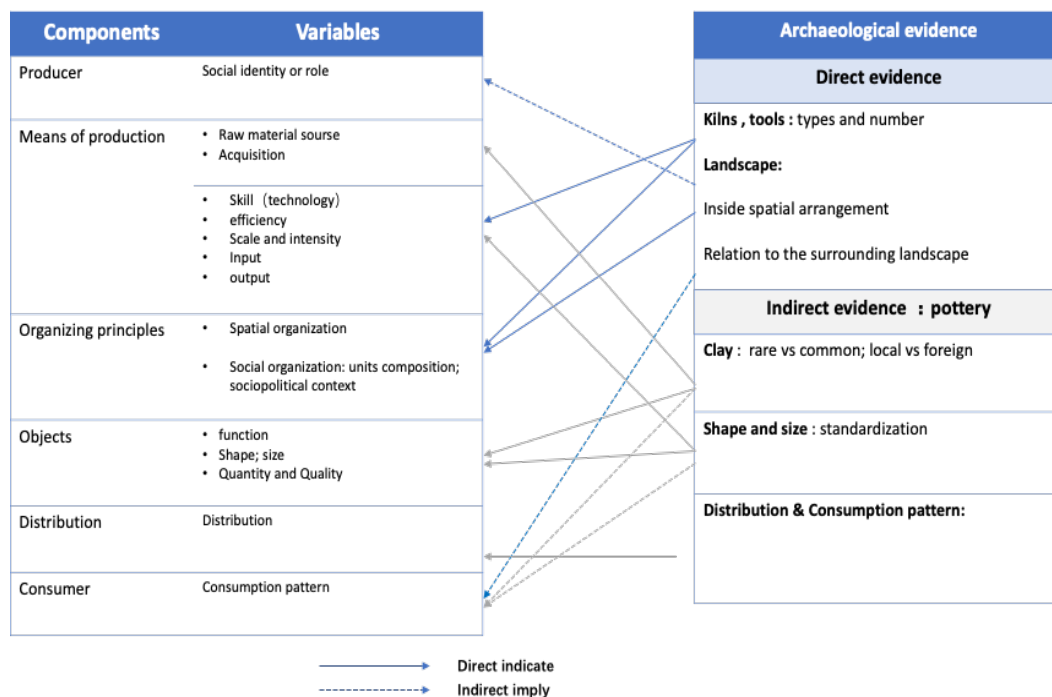 Components Variables
Producer Social identity or role
Means of production
• Raw material sourse
• Acquisition
• Skill（technology）
• efficiency
• Scale and intensity
• Input
• output
Organizing principles
• Spatial organization
• Social organization: units composition;
sociopolitical context
Objects
• function
• Shape; size
• Quantity and Quality
Distribution Distribution
Consumer Consumption pattern
Archaeological evidence
Direct evidence
Kilns , tools : types and number
Landscape:
Inside spatial arrangement
Relation to the surrounding landscape
Indirect evidence : pottery
Clay : rare vs common; local vs foreign
Shape and size : standardization
Distribution & Consumption pattern:
Direct indicate
Indirect imply